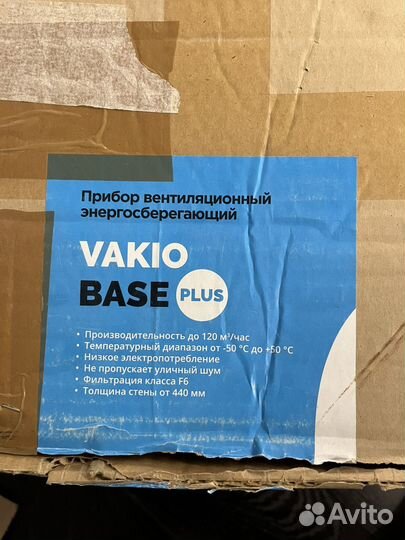 Прибор вентиляционный
энергосберегающий
VAKIO
BASE PLUS
• Производительность до 120 м³/час
• Температурный диапазон от -50 °C до +50 °C
• Низкое электропотребление
• Не пропускает уличный шум
• Фильтрация класса F6
• Толщина стены от 440 мм
Avito